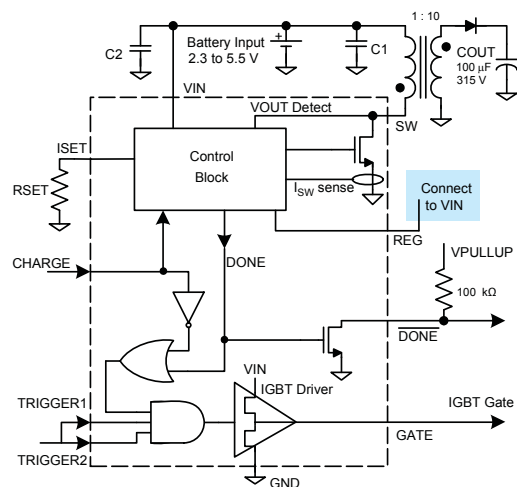 1 : 10
Battery Input
2.3 to 5.5 V
C2
C1
COUT
100 μF
315 V
VIN
VOUT Detect
SW
ISET
Control
Block
RSET
ISW sense
Connect
to VIN
REG
VPULLUP
CHARGE
DONE
100 kΩ
DONE
VIN
IGBT Driver
TRIGGER1
IGBT Gate
GATE
TRIGGER2
GND